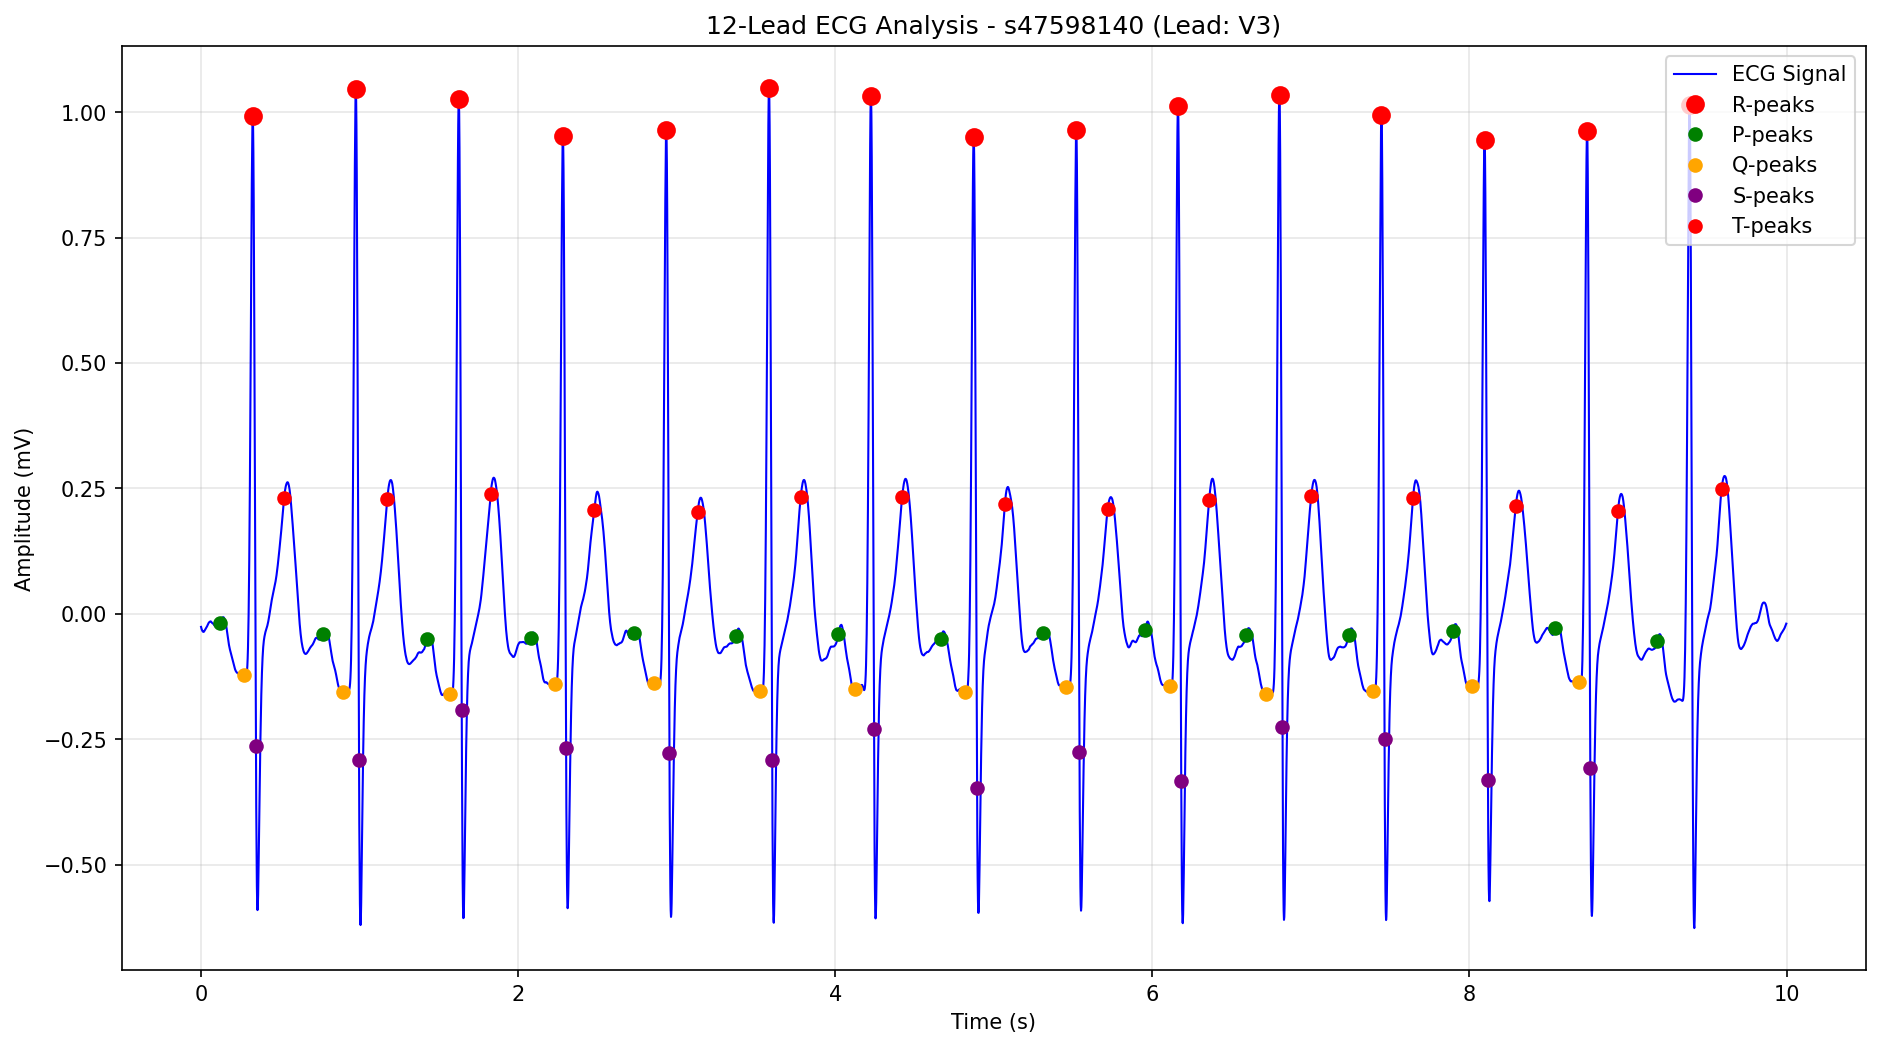 12-Lead ECG Analysis - s47598140 (Lead: V3)
ECG Signal
R-peaks
P-peaks
Q-peaks
S-peaks
T-peaks
1.00
0.75
0.50
0.25
0.00
−0.25
−0.50
Amplitude (mV)
0 2 4 6 8 10
Time (s)